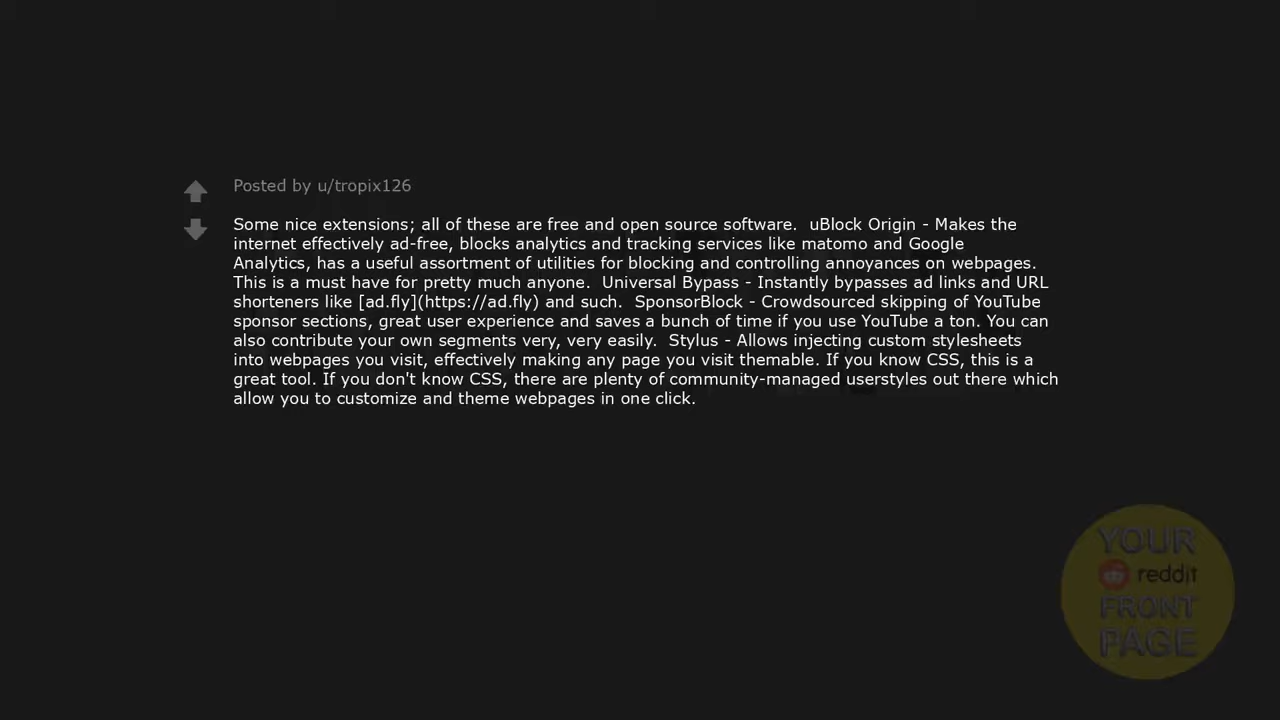 Posted by u/tropix126
Some nice extensions; all of these are free and open source software.  uBlock Origin - Makes the
internet effectively ad-free, blocks analytics and tracking services like matomo and Google
Analytics, has a useful assortment of utilities for blocking and controlling annoyances on webpages.
This is a must have for pretty much anyone.  Universal Bypass - Instantly bypasses ad links and URL
shorteners like [ad.fly](https://ad.fly) and such.  SponsorBlock - Crowdsourced skipping of YouTube
sponsor sections, great user experience and saves a bunch of time if you use YouTube a ton. You can
also contribute your own segments very, very easily.  Stylus - Allows injecting custom stylesheets
into webpages you visit, effectively making any page you visit themable. If you know CSS, this is a
great tool. If you don't know CSS, there are plenty of community-managed userstyles out there which
allow you to customize and theme webpages in one click.
YOUR
reddit
FRONT
PAGE